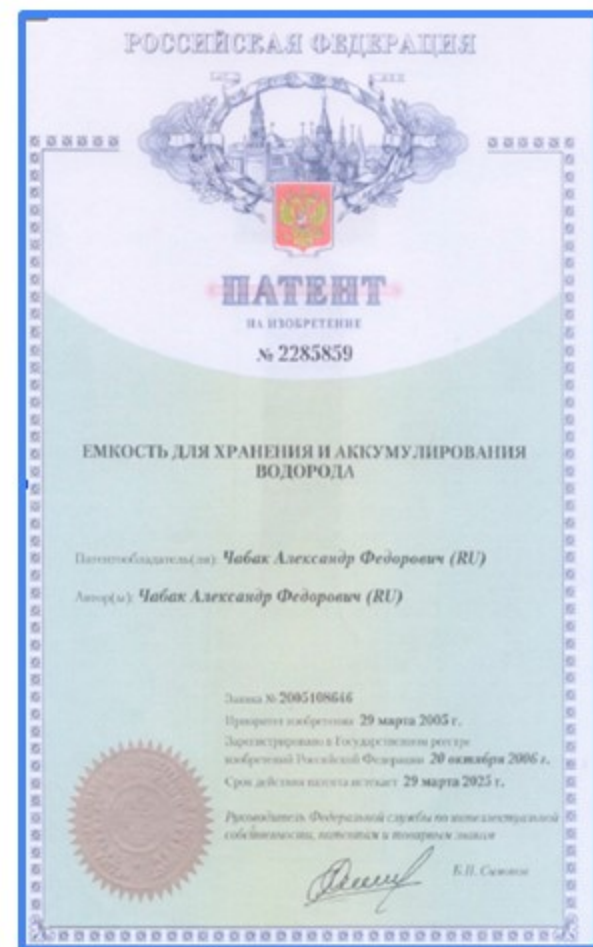 РОССИЙСКАЯ ФЕДЕРАЦИЯ
ПАТЕНТ
НА ИЗОБРЕТЕНИЕ
№ 2285859
ЕМКОСТЬ ДЛЯ ХРАНЕНИЯ И АККУМУЛИРОВАНИЯ
ВОДОРОДА
Патентообладатель(ли): Чабак Александр Федорович (RU)
Автор(ы): Чабак Александр Федорович (RU)
Заявка № 2005108646
Приоритет изобретения 29 марта 2005 г.
Зарегистрировано в Государственном реестре
изобретений Российской Федерации 20 октября 2006 г.
Срок действия патента истекает 29 марта 2025 г.
Руководитель Федеральной службы по интеллектуальной
собственности, патентам и товарным знакам
Б.П. Симонов